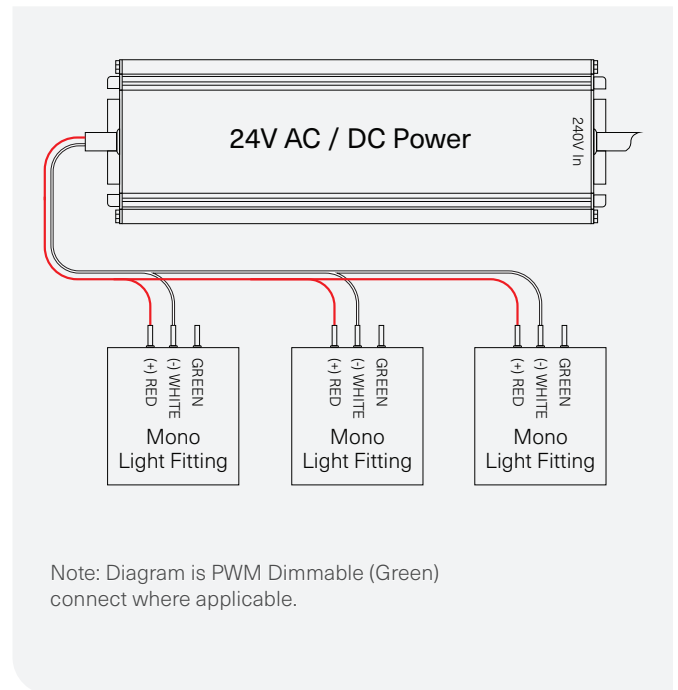 24V AC / DC Power
240V In
(+) RED
(-) WHITE
GREEN
Mono
Light Fitting
(+) RED
(-) WHITE
GREEN
Mono
Light Fitting
(+) RED
(-) WHITE
GREEN
Mono
Light Fitting
Note: Diagram is PWM Dimmable (Green)
connect where applicable.